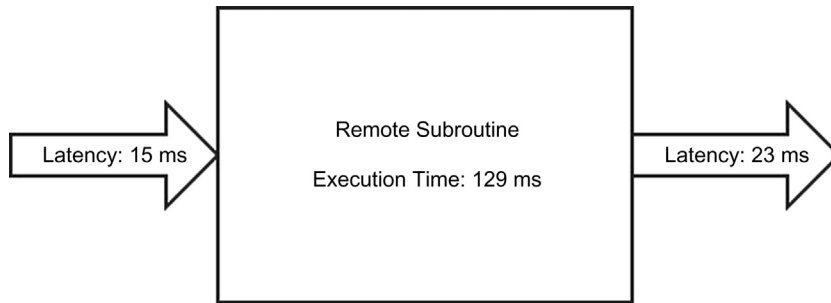 Latency: 15 ms
Remote Subroutine
Execution Time: 129 ms
Latency: 23 ms